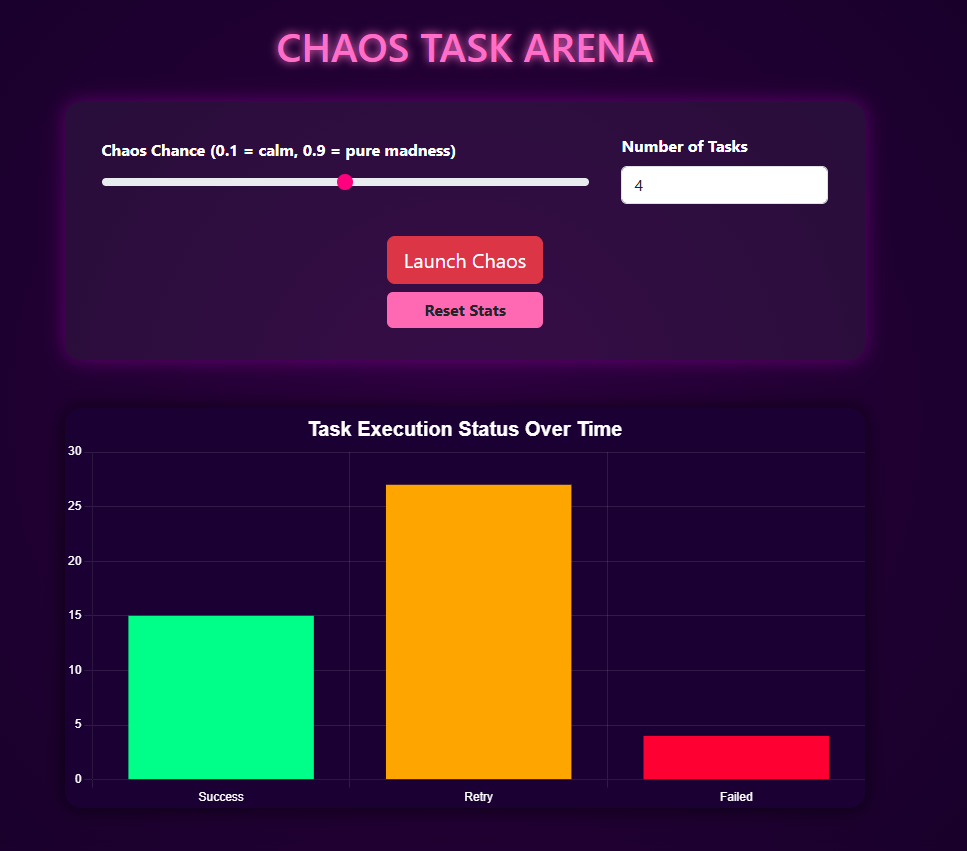 CHAOS TASK ARENA
Chaos Chance (0.1 = calm, 0.9 = pure madness)
Number of Tasks
4
Launch Chaos
Reset Stats
Task Execution Status Over Time
30
25
20
15
10
5
0
Success
Retry
Failed